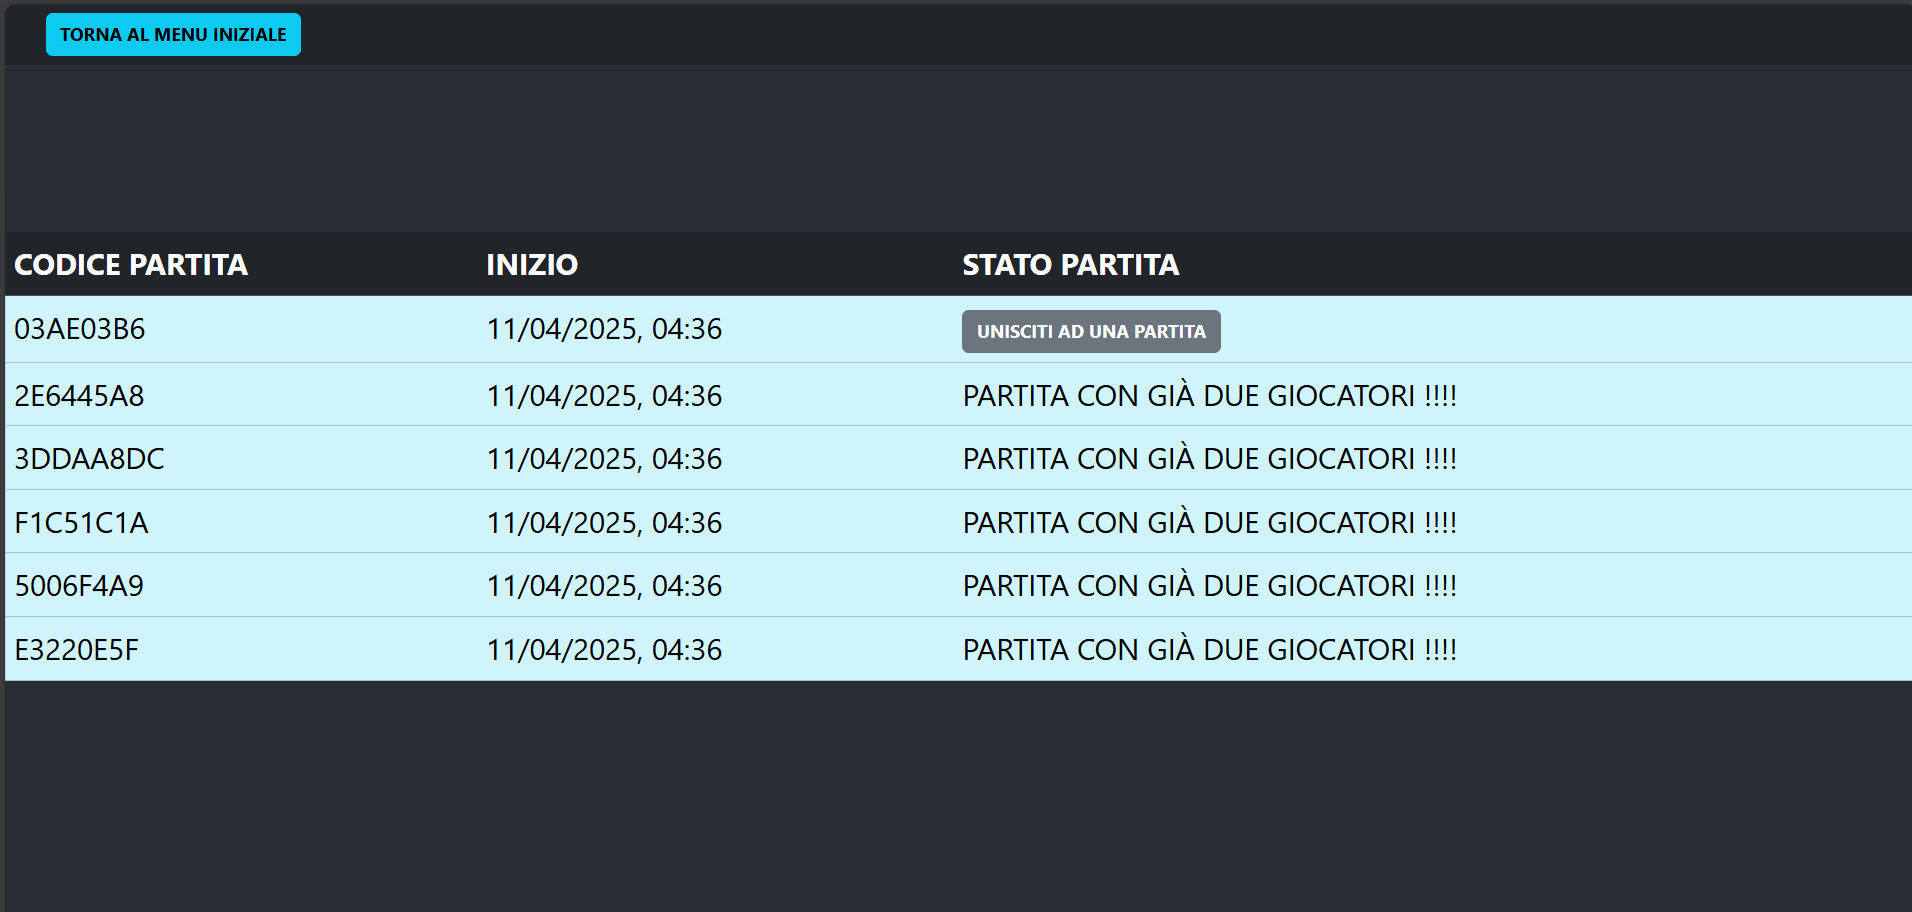 TORNA AL MENU INIZIALE
CODICE PARTITA INIZIO STATO PARTITA
03AE03B6 11/04/2025, 04:36 UNISCITI AD UNA PARTITA
2E6445A8 11/04/2025, 04:36 PARTITA CON GIÀ DUE GIOCATORI !!!!
3DDAA8DC 11/04/2025, 04:36 PARTITA CON GIÀ DUE GIOCATORI !!!!
F1C51C1A 11/04/2025, 04:36 PARTITA CON GIÀ DUE GIOCATORI !!!!
5006F4A9 11/04/2025, 04:36 PARTITA CON GIÀ DUE GIOCATORI !!!!
E3220E5F 11/04/2025, 04:36 PARTITA CON GIÀ DUE GIOCATORI !!!!